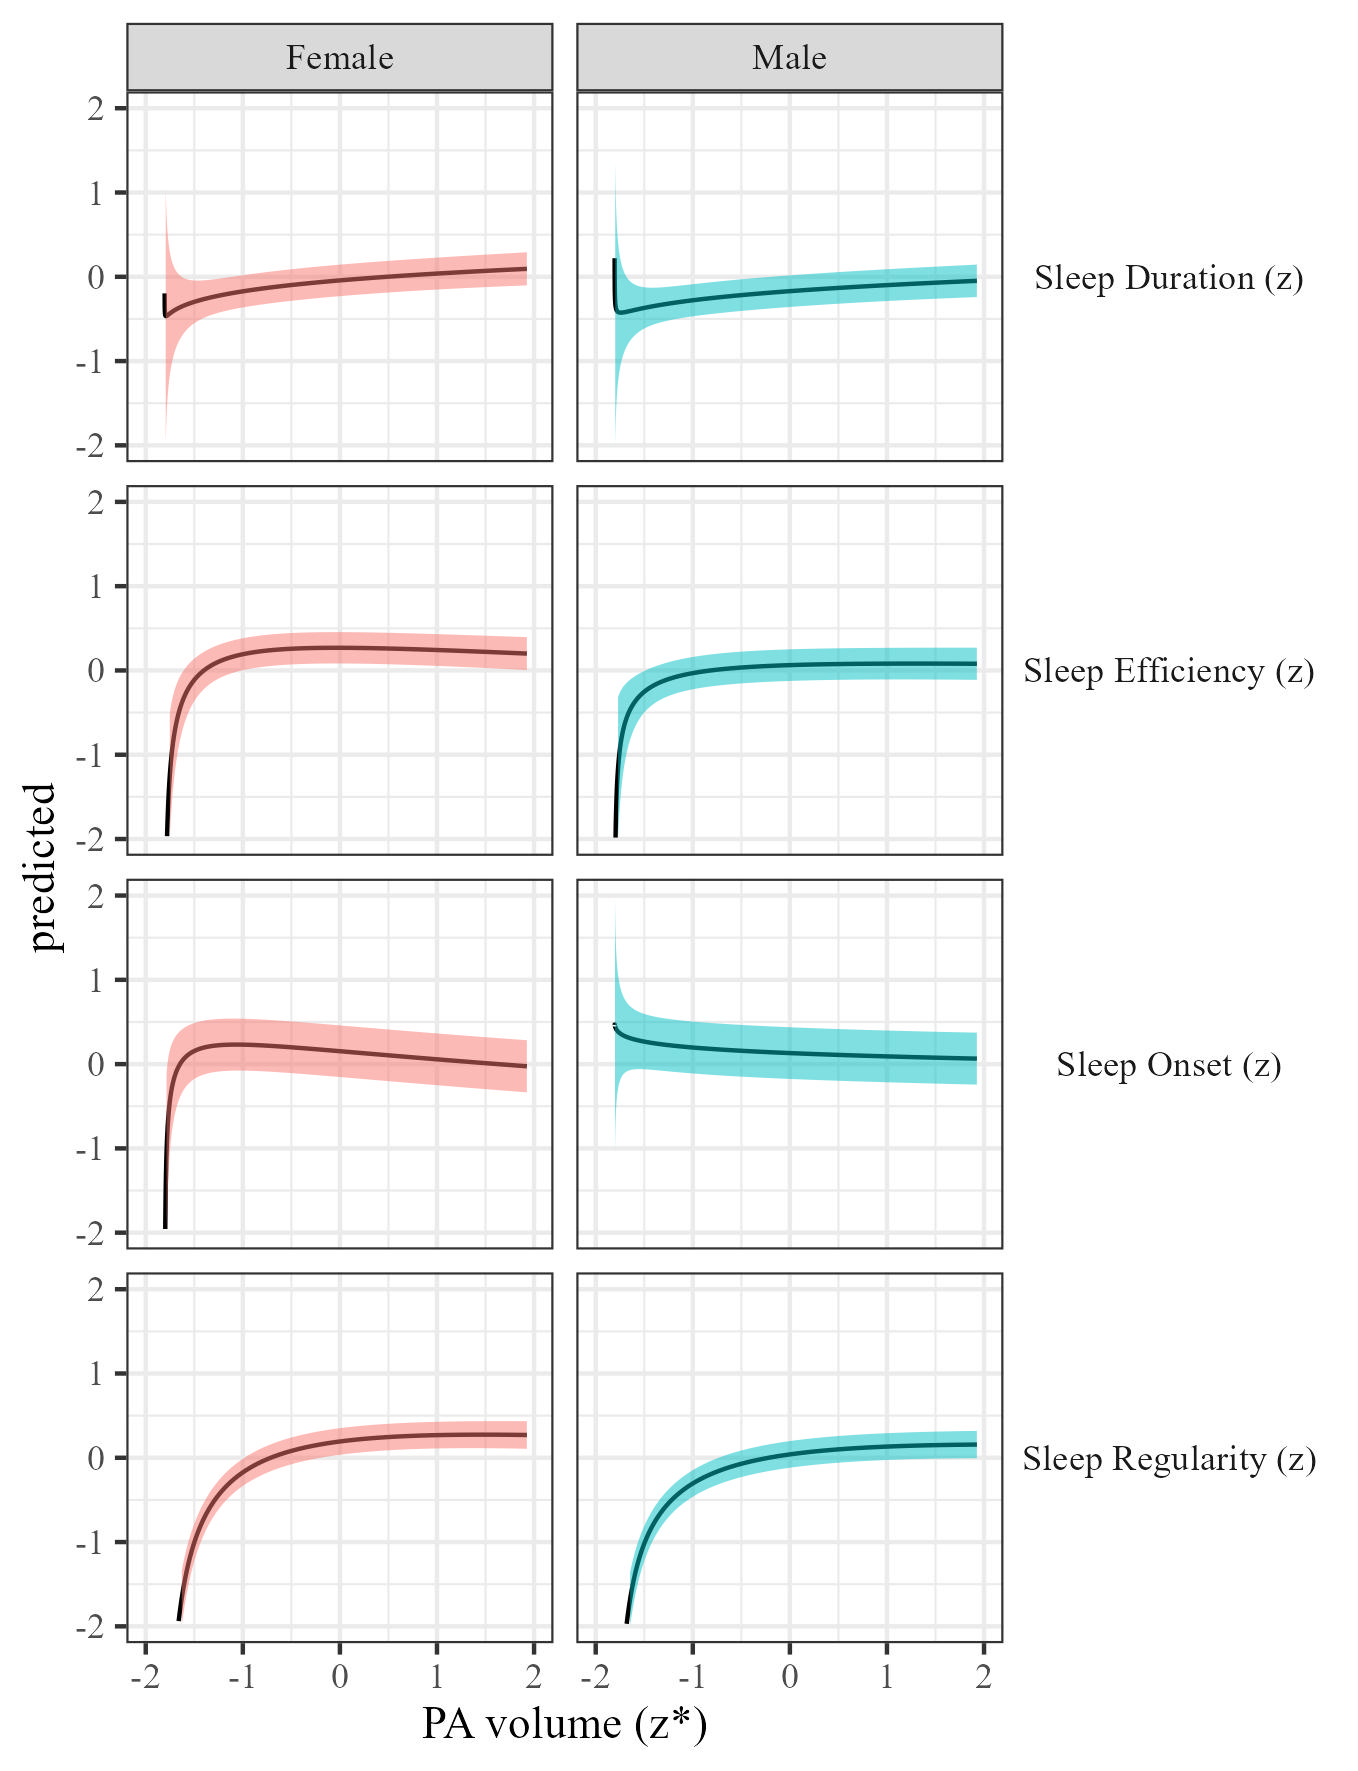 Female Male
2
1
0
-1
-2
Sleep Duration (z)
2
1
0
-1
-2
Sleep Efficiency (z)
2
1
0
-1
-2
Sleep Onset (z)
2
1
0
-1
-2
Sleep Regularity (z)
predicted
-2 -1 0 1 2 -2 -1 0 1 2
PA volume (z*)